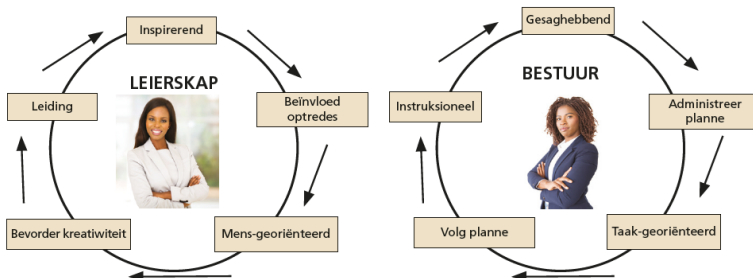 LEIERSKAP
Inspirerend
Beïnvloed
optredes
Mens-georiënteerd
Bevorder kreatiwiteit
Leiding
BESTUUR
Gesaghebbend
Administreer
planne
Taak-georiënteerd
Volg planne
Instruksioneel